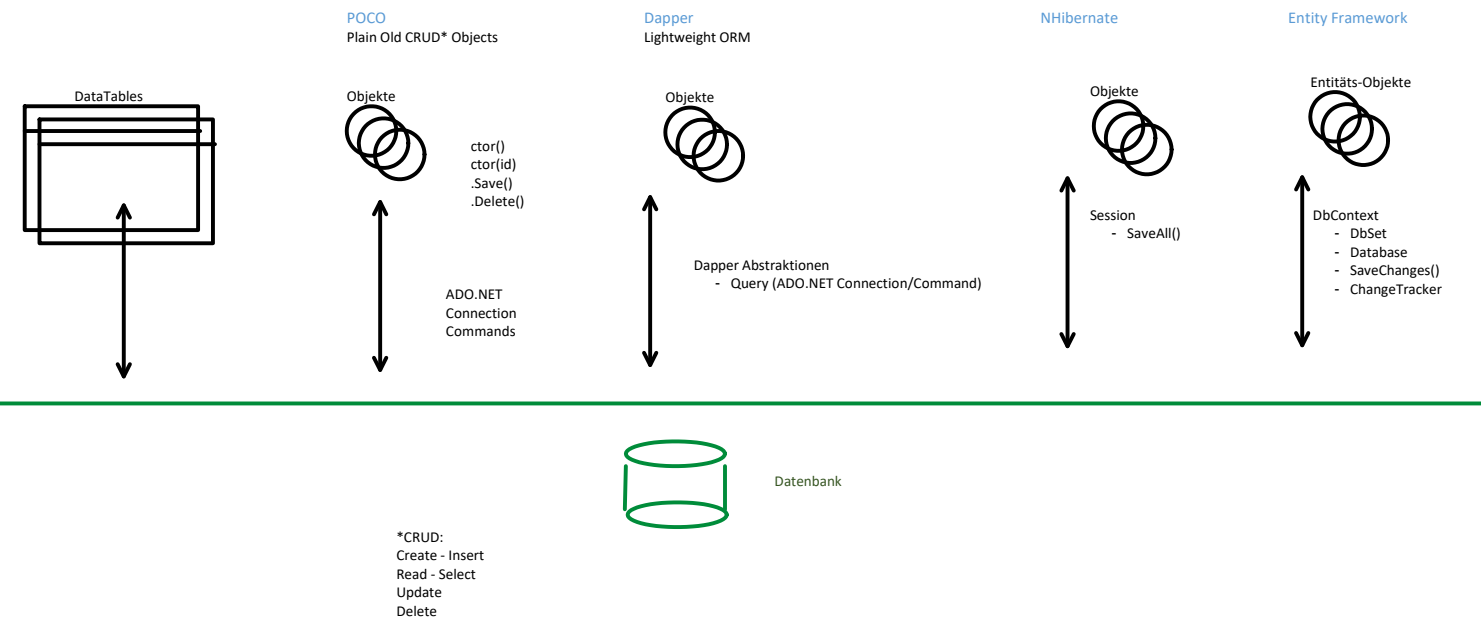 POCO
Plain Old CRUD* Objects
Dapper
Lightweight ORM
NHibernate
Entity Framework
DataTables
Objekte
ctor()
ctor(id)
.Save()
.Delete()
ADO.NET
Connection
Commands
Objekte
Dapper Abstraktionen
- Query (ADO.NET Connection/Command)
Objekte
Session
- SaveAll()
Entitäts-Objekte
DbContext
- DbSet
- Database
- SaveChanges()
- ChangeTracker
Datenbank
*CRUD:
Create - Insert
Read - Select
Update
Delete